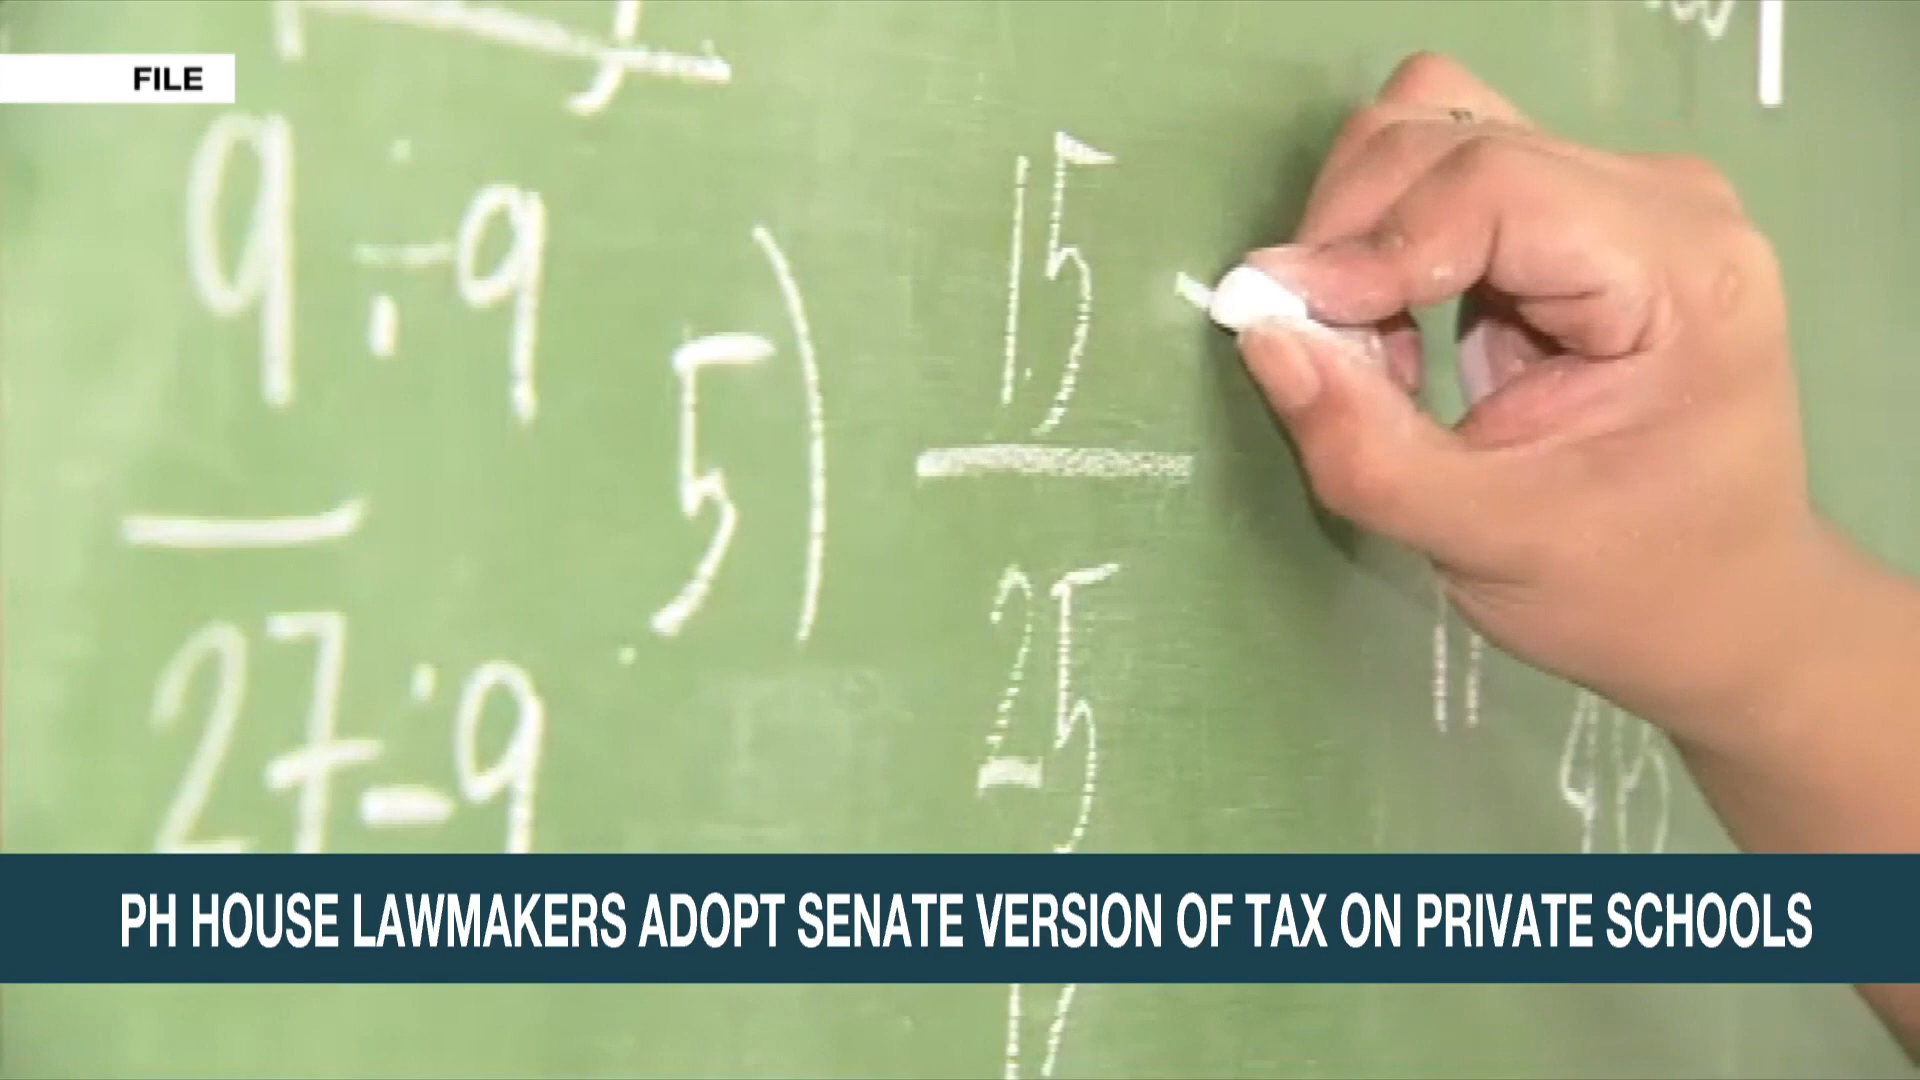 FILE
9 ÷ 9
27 ÷ 9
5)
15
25
48
PH HOUSE LAWMAKERS ADOPT SENATE VERSION OF TAX ON PRIVATE SCHOOLS